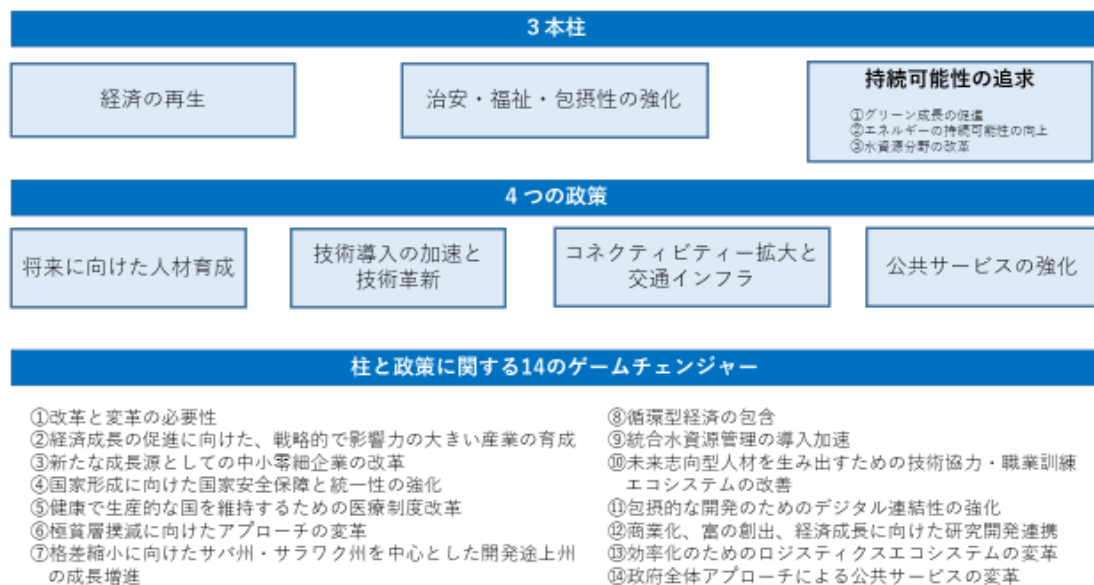 3本柱
経済の再生
治安・福祉・包摂性の強化
持続可能性の追求
①グリーン成長の促進
②エネルギーの持続可能性の向上
③水資源分野の改革
4つの政策
将来に向けた人材育成
技術導入の加速と
技術革新
コネクティビティー拡大と
交通インフラ
公共サービスの強化
柱と政策に関する14のゲームチェンジャー
①改革と変革の必要性
②経済成長の促進に向けた、戦略的で影響力の大きい産業の育成
③新たな成長源としての中小零細企業の改革
④国家形成に向けた国家安全保障と統一性の強化
⑤健康で生産的な国を維持するための医療制度改革
⑥極貧層撲滅に向けたアプローチの変革
⑦格差縮小に向けたサバ州・サラワク州を中心とした開発途上州
の成長増進
⑧循環型経済の包含
⑨統合水資源管理の導入加速
⑩未来志向型人材を生み出すための技術協力・職業訓練
エコシステムの改善
⑪包摂的な開発のためのデジタル連結性の強化
⑫商業化、富の創出、経済成長に向けた研究開発連携
⑬効率化のためのロジスティクスエコシステムの変革
⑭政府全体アプローチによる公共サービスの変革